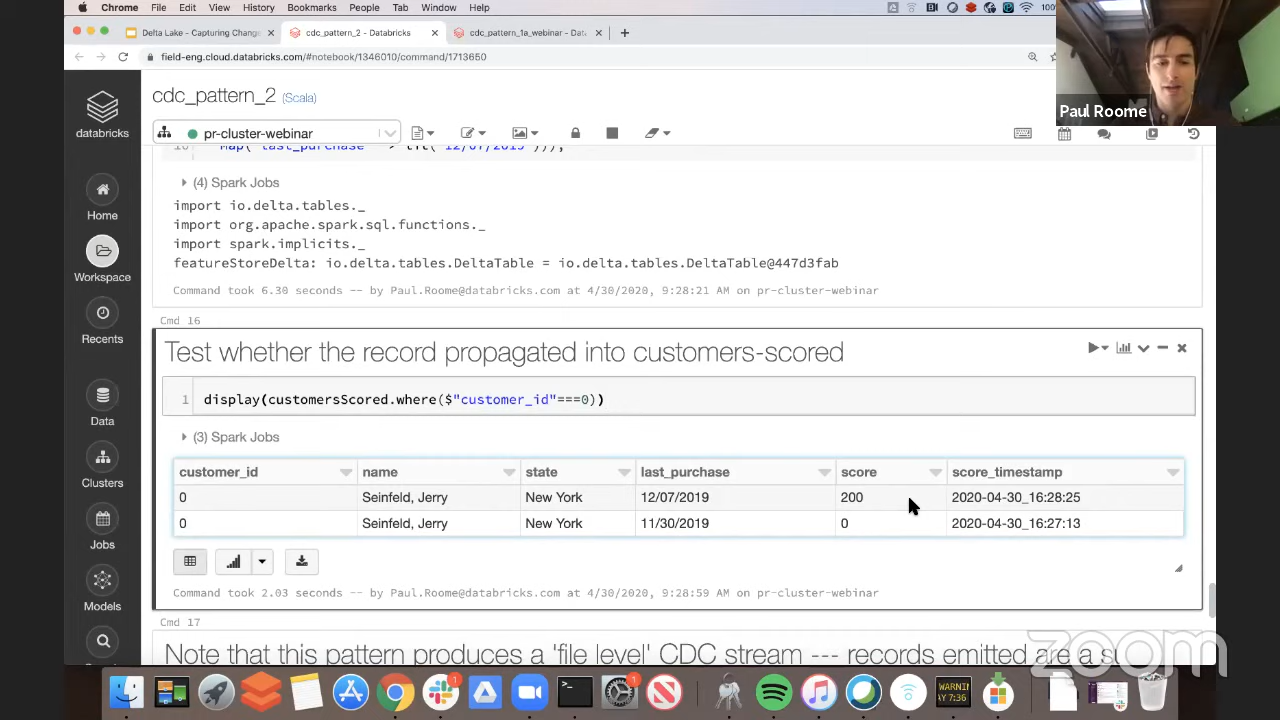 Chrome File Edit View History Bookmarks People Tab Window Help
Delta Lake - Capturing Chang
cdc_pattern_2 - Databricks
cdc_pattern_1a_webinar - Dat
field-eng.cloud.databricks.com/#notebook/1346010/command/1713650
Paul Roome
databricks
Home
Workspace
Recents
Data
Clusters
Jobs
Models
cdc_pattern_2 (Scala)
pr-cluster-webinar
(4) Spark Jobs
import io.delta.tables._
import org.apache.spark.sql.functions._
import spark.implicits._
featureStoreDelta: io.delta.tables.DeltaTable = io.delta.tables.DeltaTable@447d3fab
Command took 6.30 seconds -- by Paul.Roome@databricks.com at 4/30/2020, 9:28:21 AM on pr-cluster-webinar
Cmd 16
Test whether the record propagated into customers-scored
1 display(customersScored.where($"customer_id"===0))
(3) Spark Jobs
customer_id name state last_purchase score score_timestamp
0 Seinfeld, Jerry New York 12/07/2019 200 2020-04-30_16:28:25
0 Seinfeld, Jerry New York 11/30/2019 0 2020-04-30_16:27:13
Command took 2.03 seconds -- by Paul.Roome@databricks.com at 4/30/2020, 9:28:59 AM on pr-cluster-webinar
Cmd 17
Note that this pattern produces a 'file level' CDC stream --- records emitted are a su
zoom
WARNIN